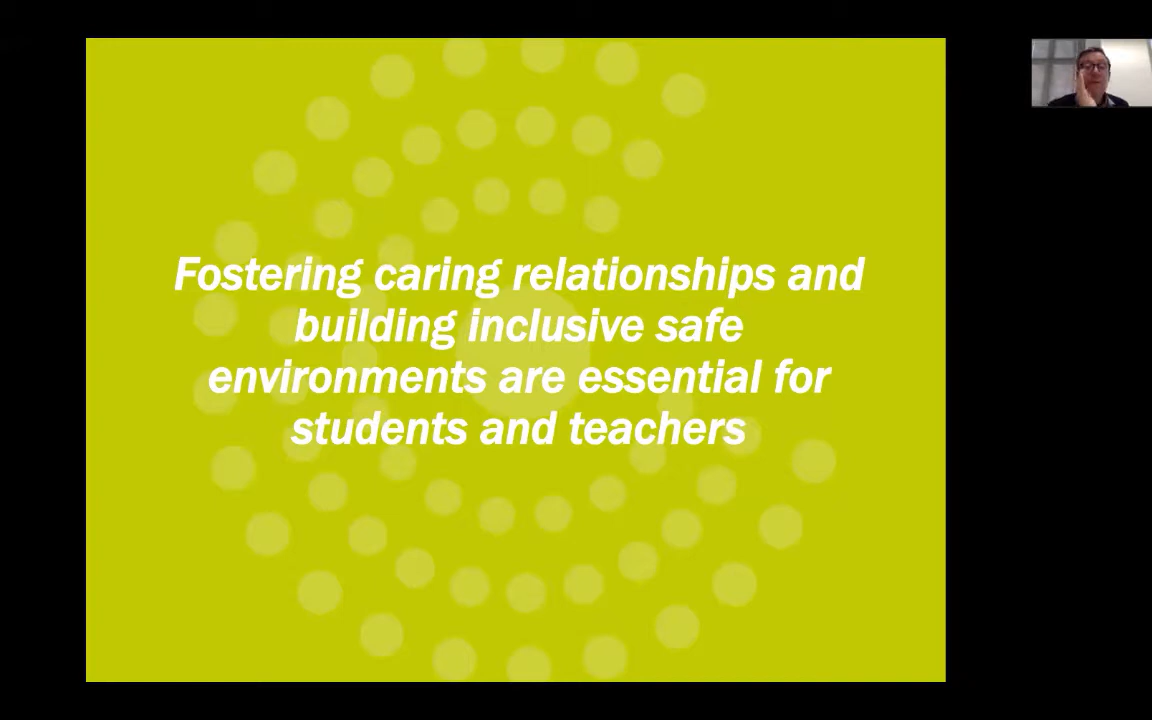 Fostering caring relationships and
building inclusive safe
environments are essential for
students and teachers